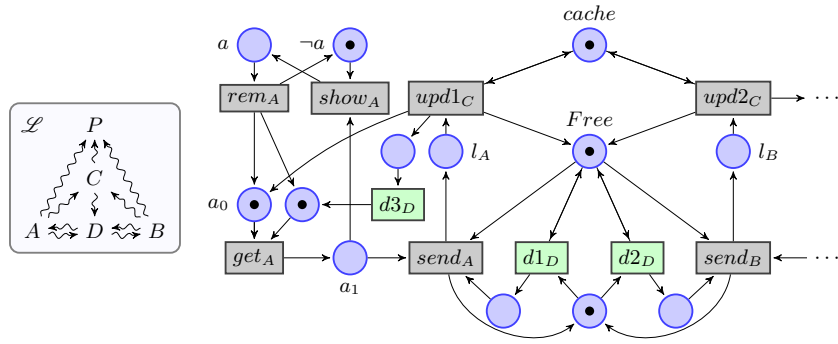 cache
a ¬a
rem_A show_A upd1_C upd2_C ⋯
ℒ P
Free
C
l_A l_B
a_0 d3_D
A D B
get_A send_A d1_D d2_D send_B ⋯
a_1